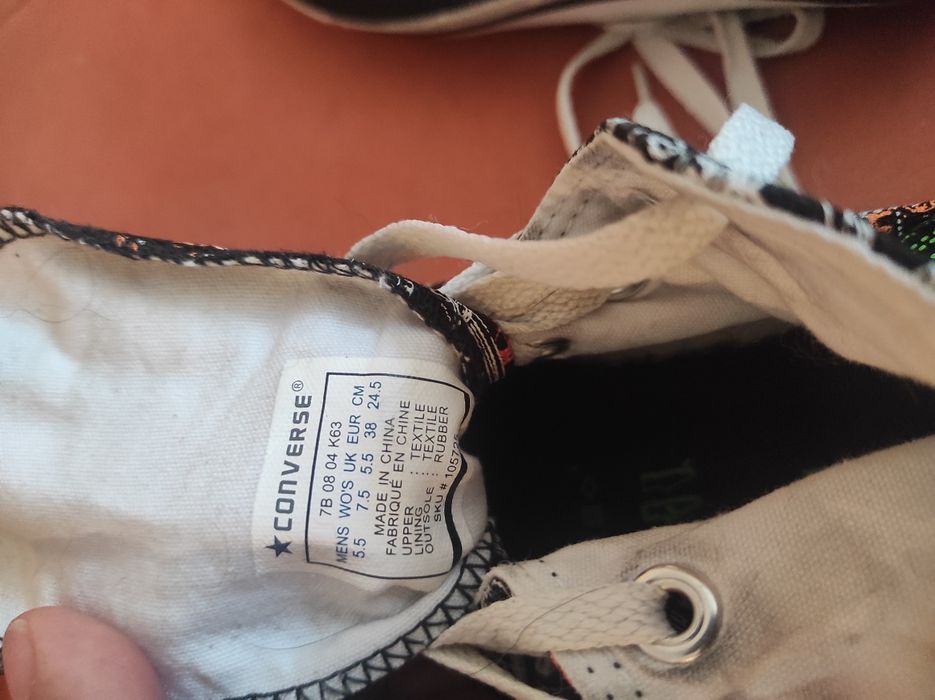 ★CONVERSE®
7B 08 04 K63
MENS WO'S UK EUR CM
5.5 7.5 5.5 38 24.5
MADE IN CHINA
FABRIQUÉ EN CHINE
UPPER : TEXTILE
LINING : TEXTILE
OUTSOLE : RUBBER
SKU #